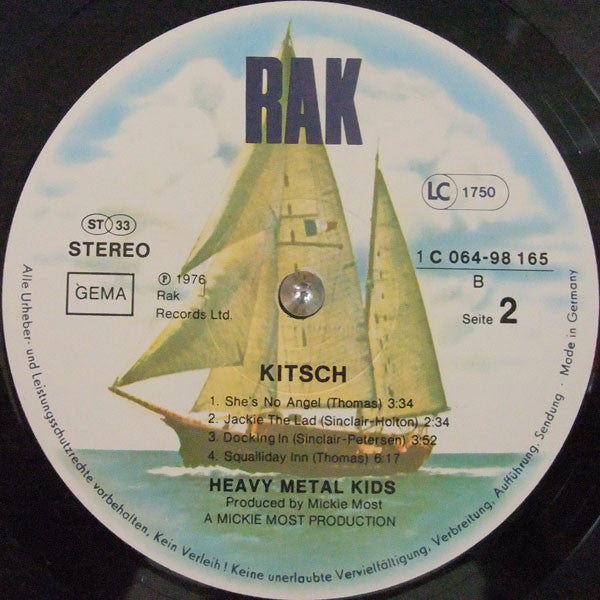 RAK
LC 1750
ST 33
STEREO
GEMA
℗ 1976
Rak
Records Ltd.
1 C 064-98 165
B
Seite 2
KITSCH
1. She's No Angel (Thomas) 3:34
2. Jackie The Lad (Sinclair-Holton) 2:34
3. Docking In (Sinclair-Petersen) 3:52
4. Squalliday Inn (Thomas) 6:17
HEAVY METAL KIDS
Produced by Mickie Most
A MICKIE MOST PRODUCTION
Alle Urheber- und Leistungsschutzrechte vorbehalten, Kein Verleih! Keine unerlaubte Vervielfältigung, Verbreitung, Aufführung, Sendung · Made in Germany